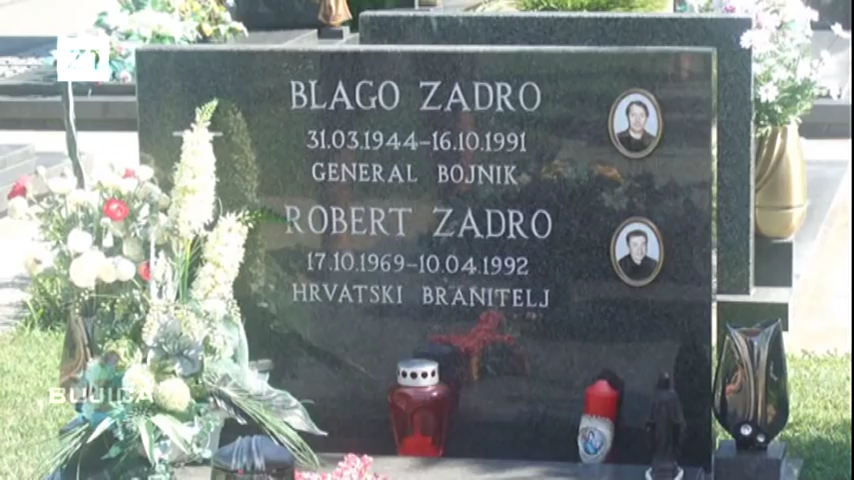 BLAGO ZADRO
31.03.1944-16.10.1991
GENERAL BOJNIK
ROBERT ZADRO
17.10.1969-10.04.1992
HRVATSKI BRANITELJ
BUJICA